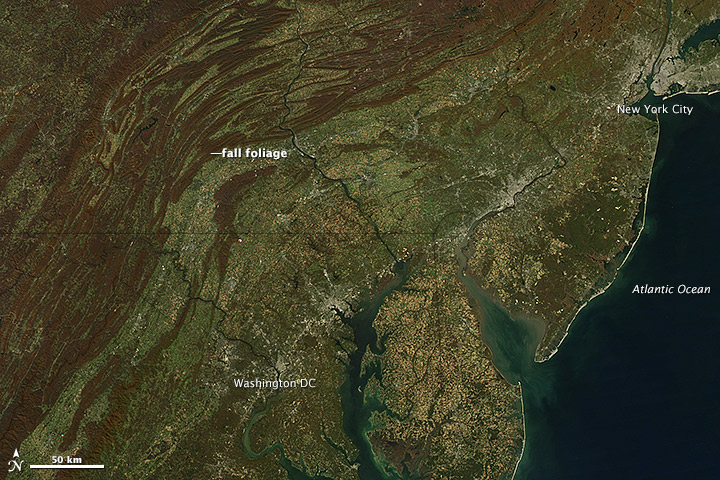 New York City
fall foliage
Atlantic Ocean
Washington DC
N
50 km